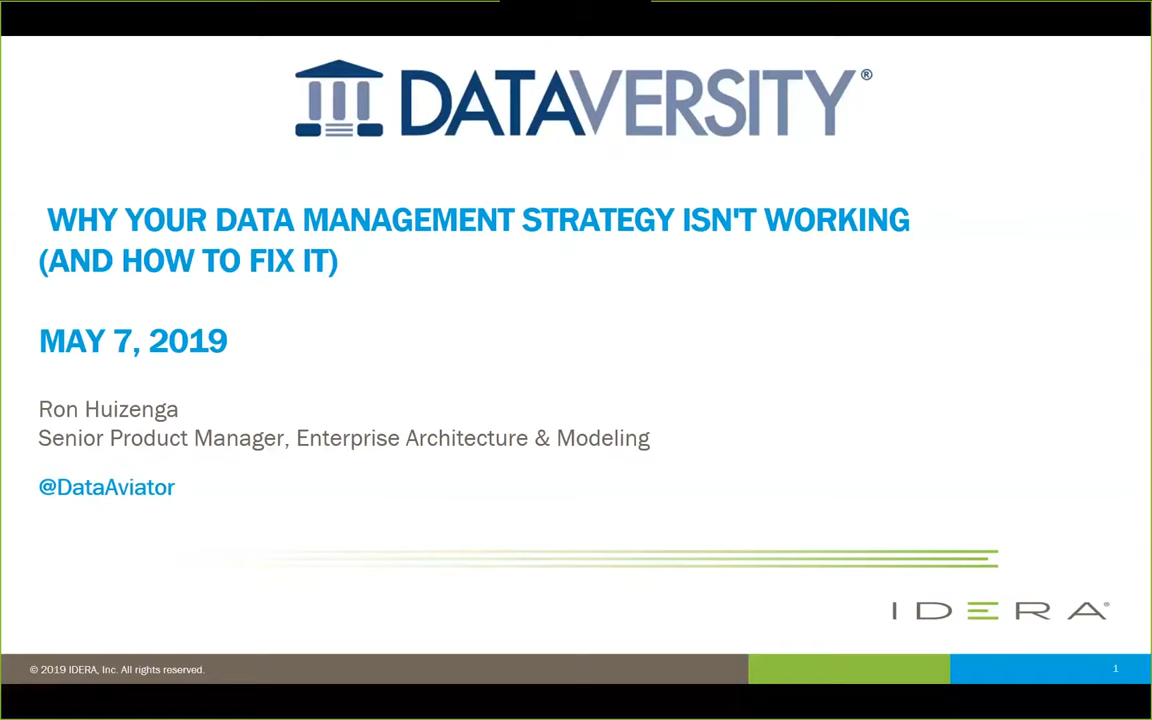 DATAVERSITY®
WHY YOUR DATA MANAGEMENT STRATEGY ISN'T WORKING
(AND HOW TO FIX IT)
MAY 7, 2019
Ron Huizenga
Senior Product Manager, Enterprise Architecture & Modeling
@DataAviator
IDERA®
© 2019 IDERA, Inc. All rights reserved.
1